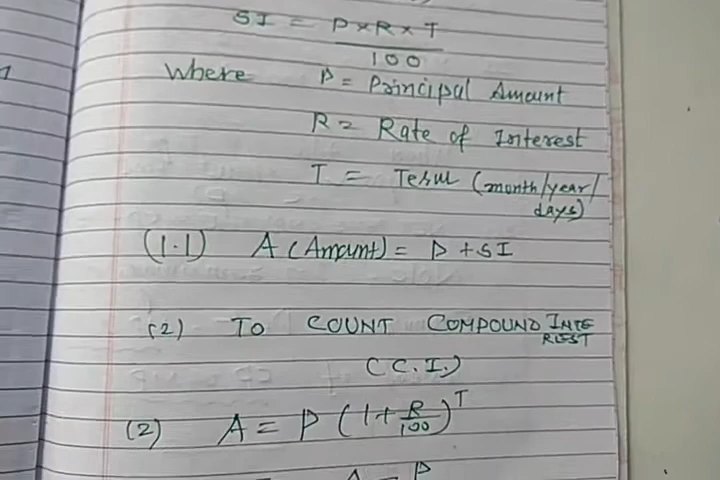 SI = P×R×T
100
Where P = Principal Amount
R = Rate of Interest
T = Term (month/year/
days)
(1.1) A (Amount) = P + SI
(2) TO COUNT COMPOUND INTE
REST
(C.I.)
(2) A = P (1+R/100)^T
A - P